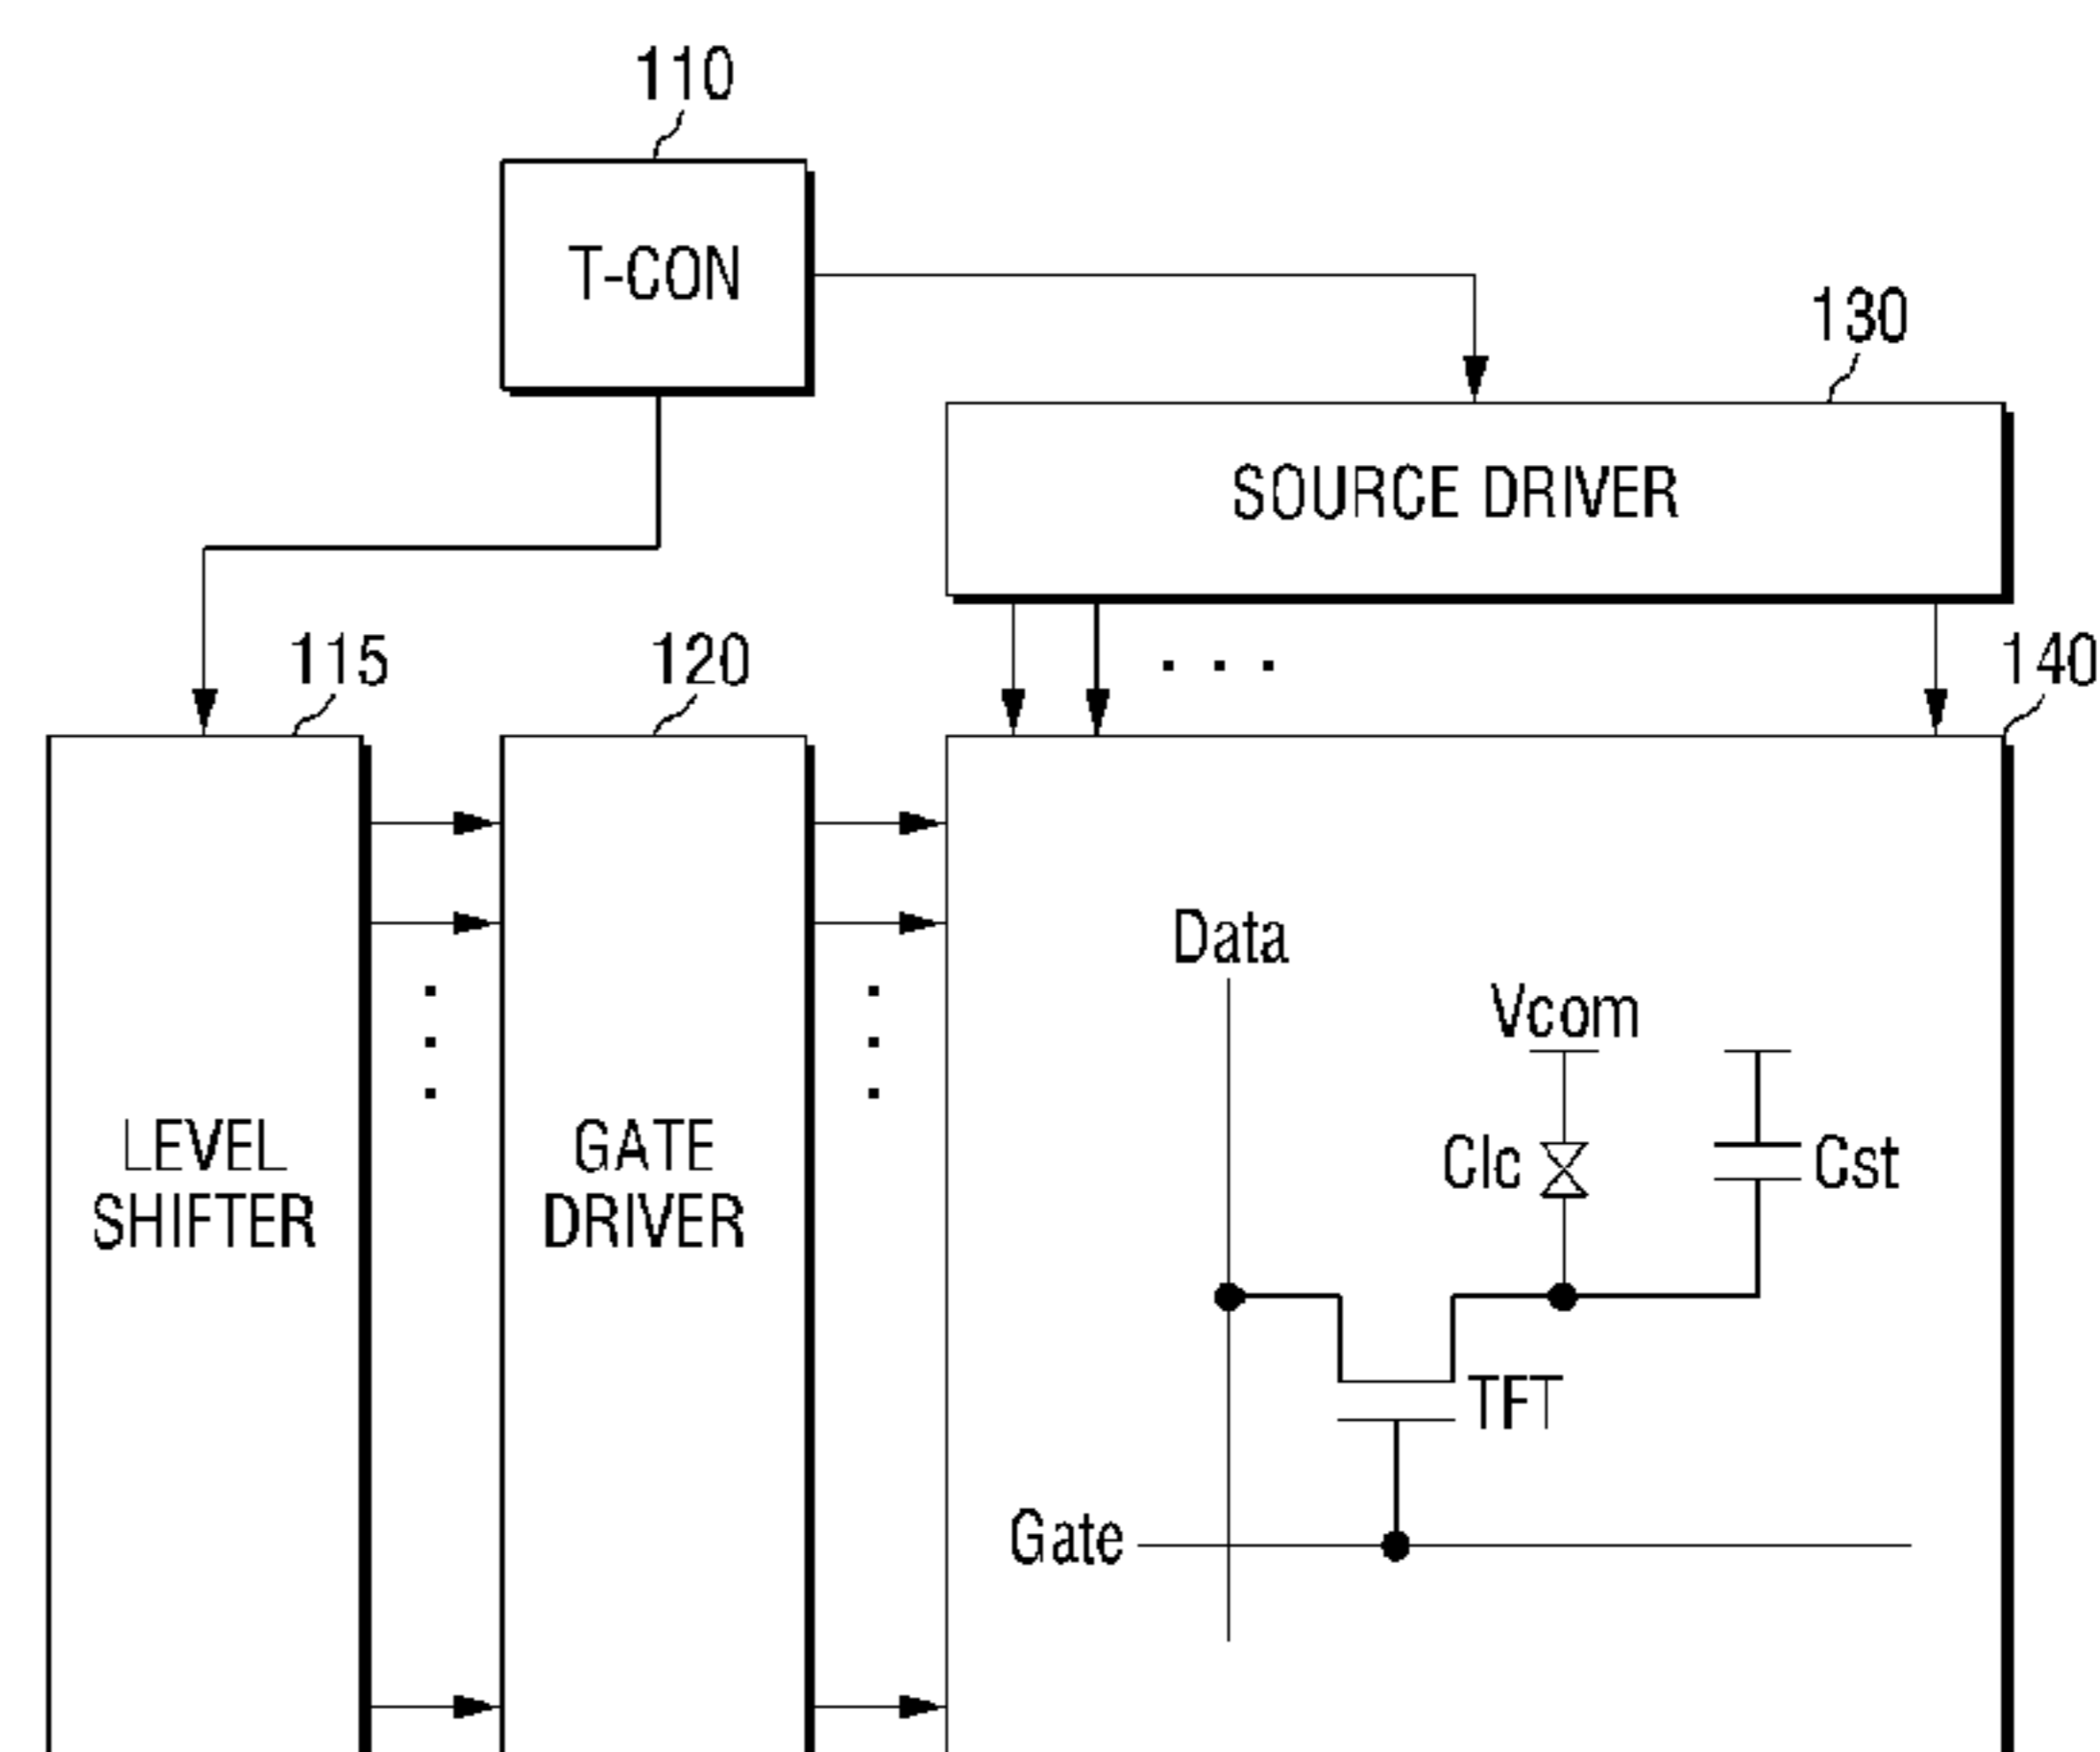 110
T-CON
130
SOURCE DRIVER
115
120
140
Data
Vcom
Clc
Cst
LEVEL
SHIFTER
GATE
DRIVER
TFT
Gate